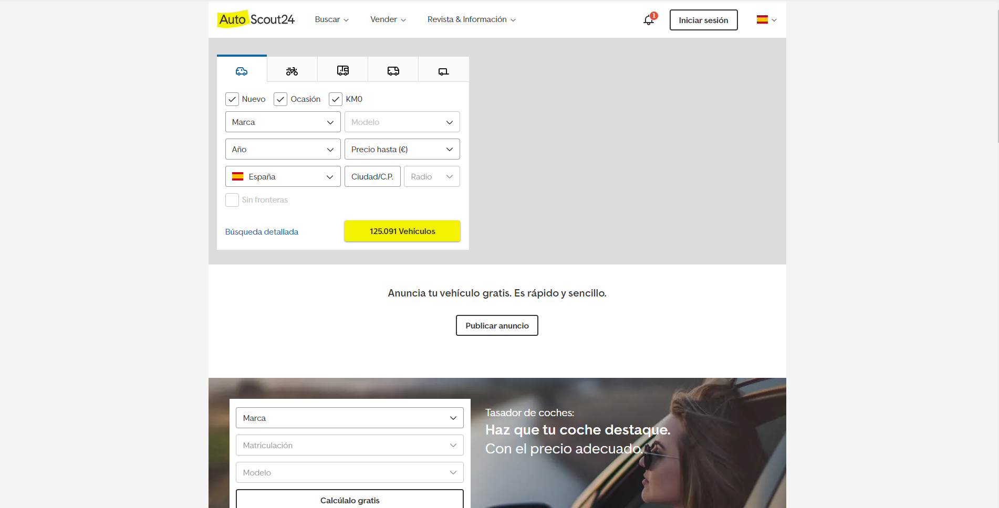 AutoScout24 Buscar Vender Revista & Información 1 Iniciar sesión
Nuevo Ocasión KM0
Marca Modelo
Año Precio hasta (€)
España Ciudad/C.P. Radio
Sin fronteras
Búsqueda detallada 125.091 Vehículos
Anuncia tu vehículo gratis. Es rápido y sencillo.
Publicar anuncio
Marca
Matriculación
Modelo
Calcúlalo gratis
Tasador de coches:
Haz que tu coche destaque.
Con el precio adecuado.